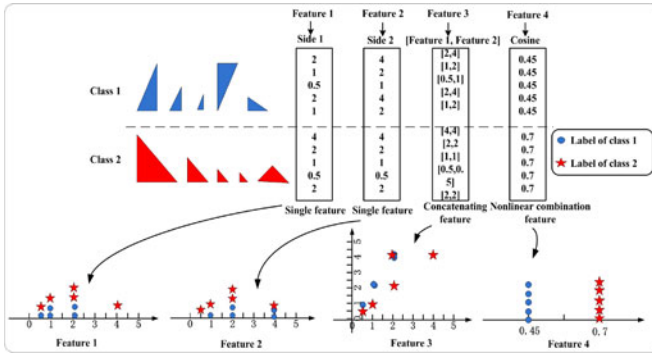 Feature 1 Feature 2 Feature 3 Feature 4
Side 1 Side 2 [Feature 1, Feature 2] Cosine
Class 1
2 4 [2,4] 0.45
1 2 [1,2] 0.45
0.5 1 [0.5,1] 0.45
2 4 [2,4] 0.45
1 2 [1,2] 0.45
Class 2
4 4 [4,4] 0.7
2 2 [2,2 0.7
1 1 [1,1] 0.7
0.5 0.5 [0.5,0. 0.7
5]
2 2 [2,2] 0.7
Label of class 1
Label of class 2
Single feature Single feature Concatenating Nonlinear combination
feature feature
0 1 2 3 4 5
Feature 1
0 1 2 3 4 5
Feature 2
5
4
3
2
1
0 1 2 3 4 5
Feature 3
0.45 0.7
Feature 4